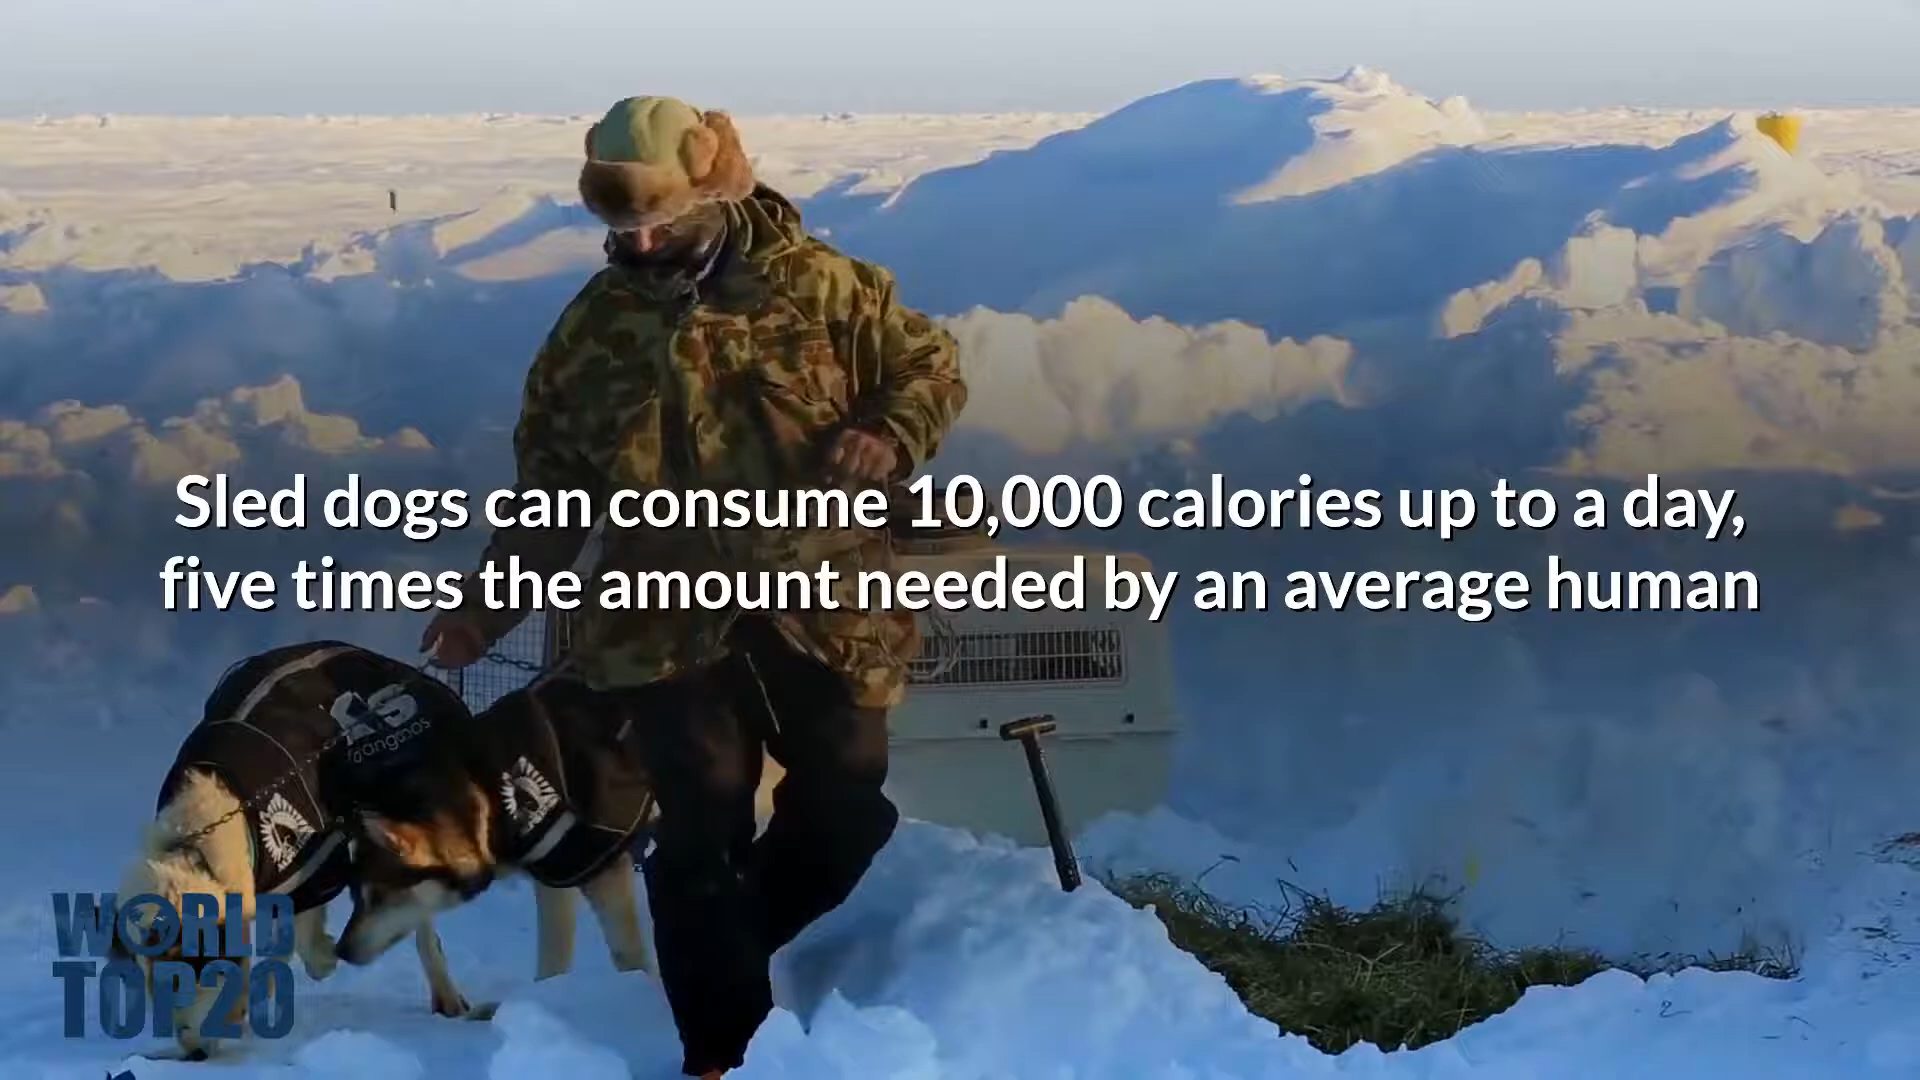 Sled dogs can consume 10,000 calories up to a day,
five times the amount needed by an average human
AS
WORLD
TOP20